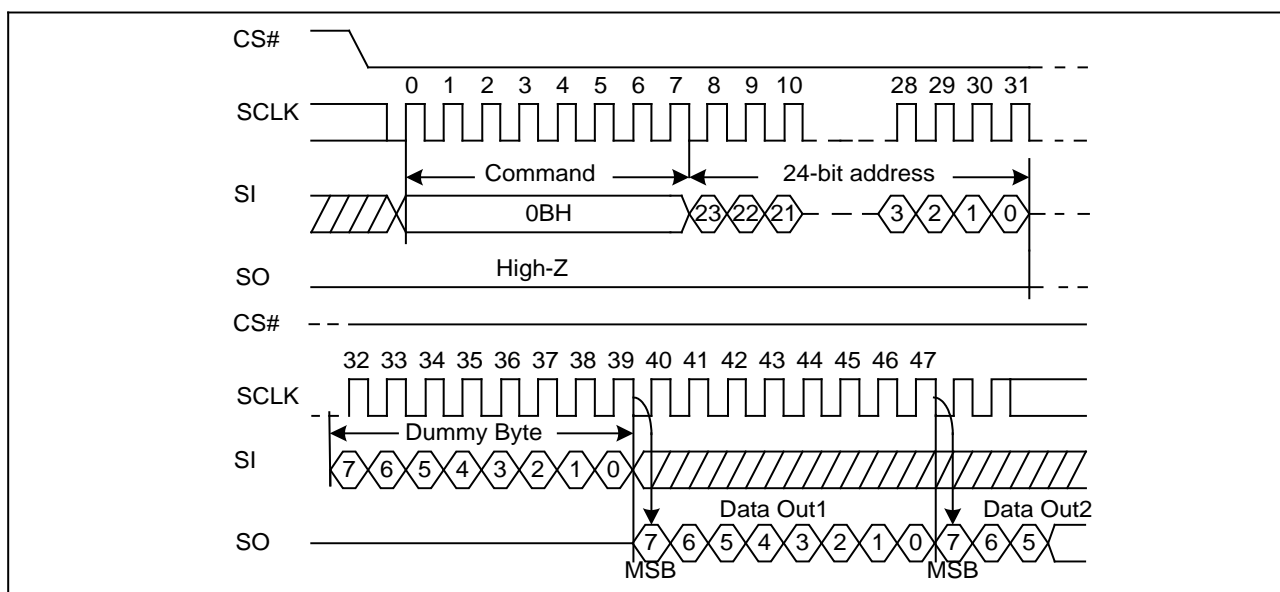 CS#
0 1 2 3 4 5 6 7 8 9 10 28 29 30 31
SCLK
Command 24-bit address
SI
0BH 23 22 21 3 2 1 0
High-Z
SO
CS#
32 33 34 35 36 37 38 39 40 41 42 43 44 45 46 47
SCLK
Dummy Byte
SI
7 6 5 4 3 2 1 0
Data Out1 Data Out2
SO
7 6 5 4 3 2 1 0 7 6 5
MSB MSB